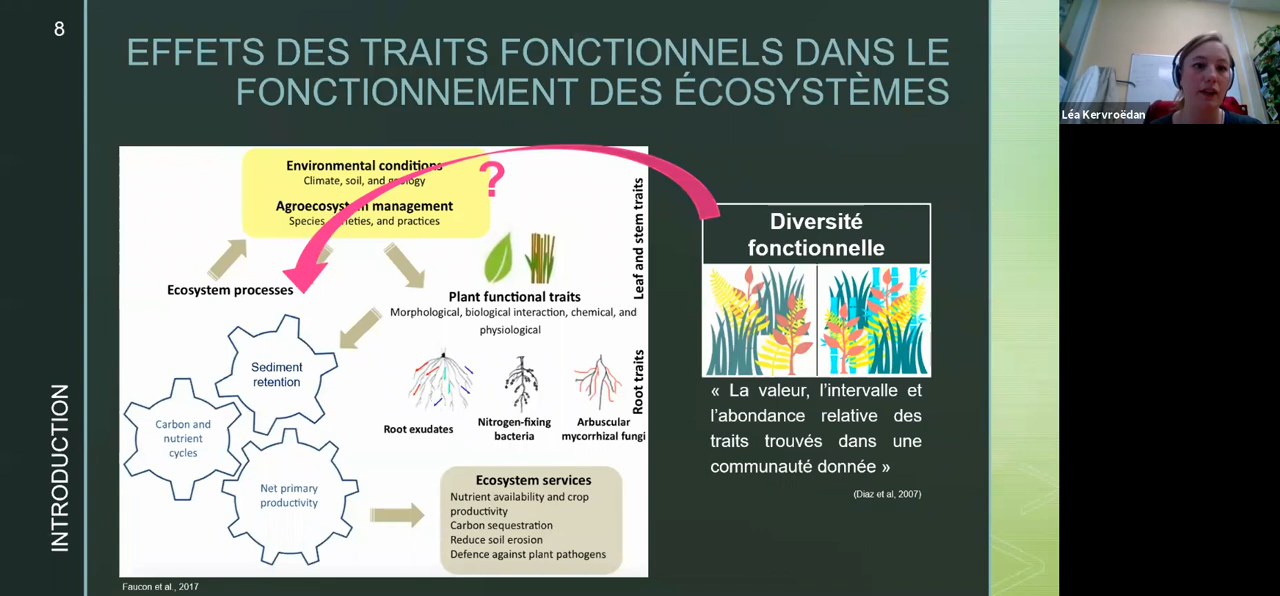 8
EFFETS DES TRAITS FONCTIONNELS DANS LE
FONCTIONNEMENT DES ÉCOSYSTÈMES
Léa Kervroëdan
Environmental conditions
Climate, soil, and geology
Agroecosystem management
Species, varieties, and practices
?
Leaf and stem traits
Ecosystem processes
Plant functional traits
Morphological, biological interaction, chemical, and
physiological
Sediment
retention
Carbon and
nutrient
cycles
Net primary
productivity
Root traits
Root exudates
Nitrogen-fixing
bacteria
Arbuscular
mycorrhizal fungi
Ecosystem services
Nutrient availability and crop
productivity
Carbon sequestration
Reduce soil erosion
Defence against plant pathogens
Faucon et al., 2017
Diversité
fonctionnelle
« La valeur, l’intervalle et
l’abondance relative des
traits trouvés dans une
communauté donnée »
(Diaz et al, 2007)
INTRODUCTION